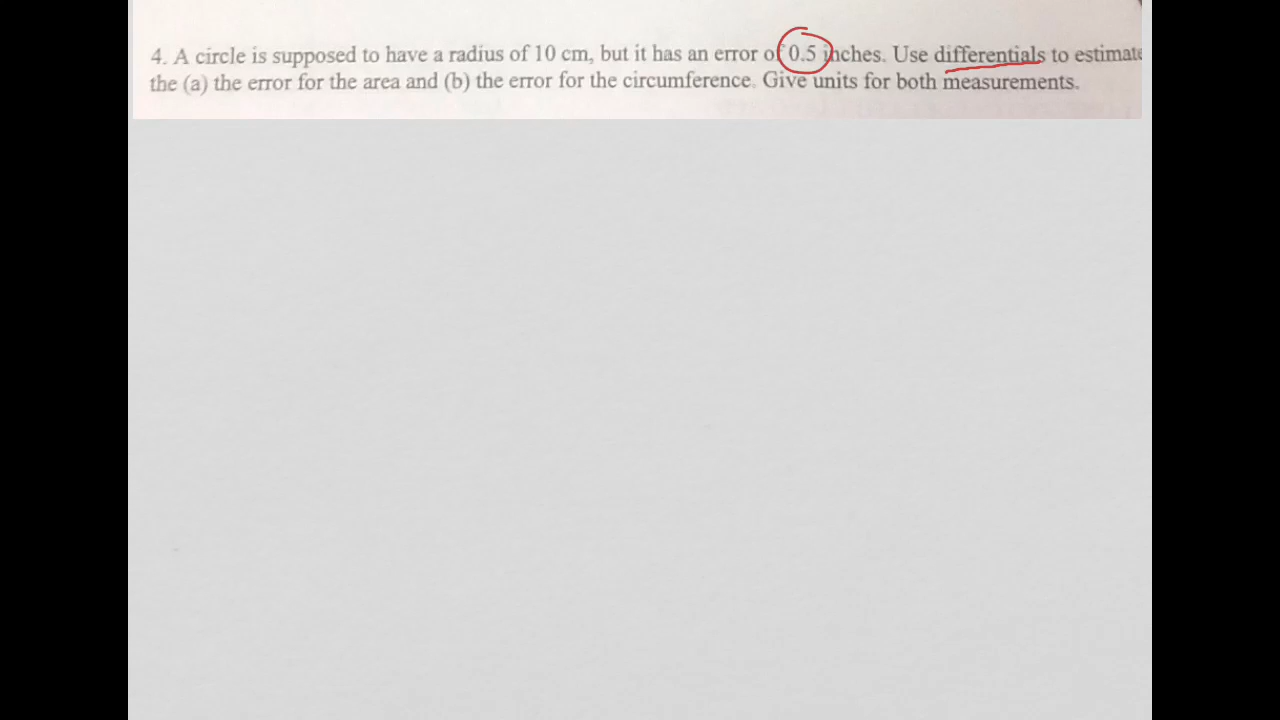 4. A circle is supposed to have a radius of 10 cm, but it has an error of 0.5 inches. Use differentials to estimate
the (a) the error for the area and (b) the error for the circumference. Give units for both measurements.